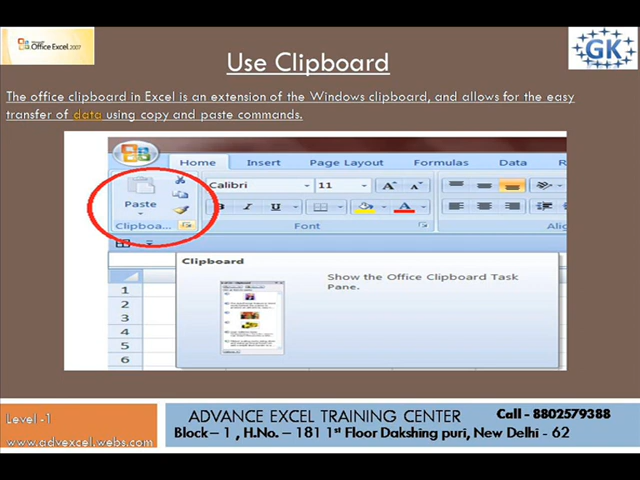 Microsoft
Office Excel 2007
GK
Use Clipboard
The office clipboard in Excel is an extension of the Windows clipboard, and allows for the easy
transfer of data using copy and paste commands.
Home Insert Page Layout Formulas Data R
Calibri 11 A A
Paste
B I U A
Clipboa... Font Alig
Clipboard
Show the Office Clipboard Task
Pane.
1
2
3
4
5
6
Level -1
www.advexcel.webs.com
ADVANCE EXCEL TRAINING CENTER Call - 8802579388
Block – 1 , H.No. – 181 1st Floor Dakshing puri, New Delhi - 62